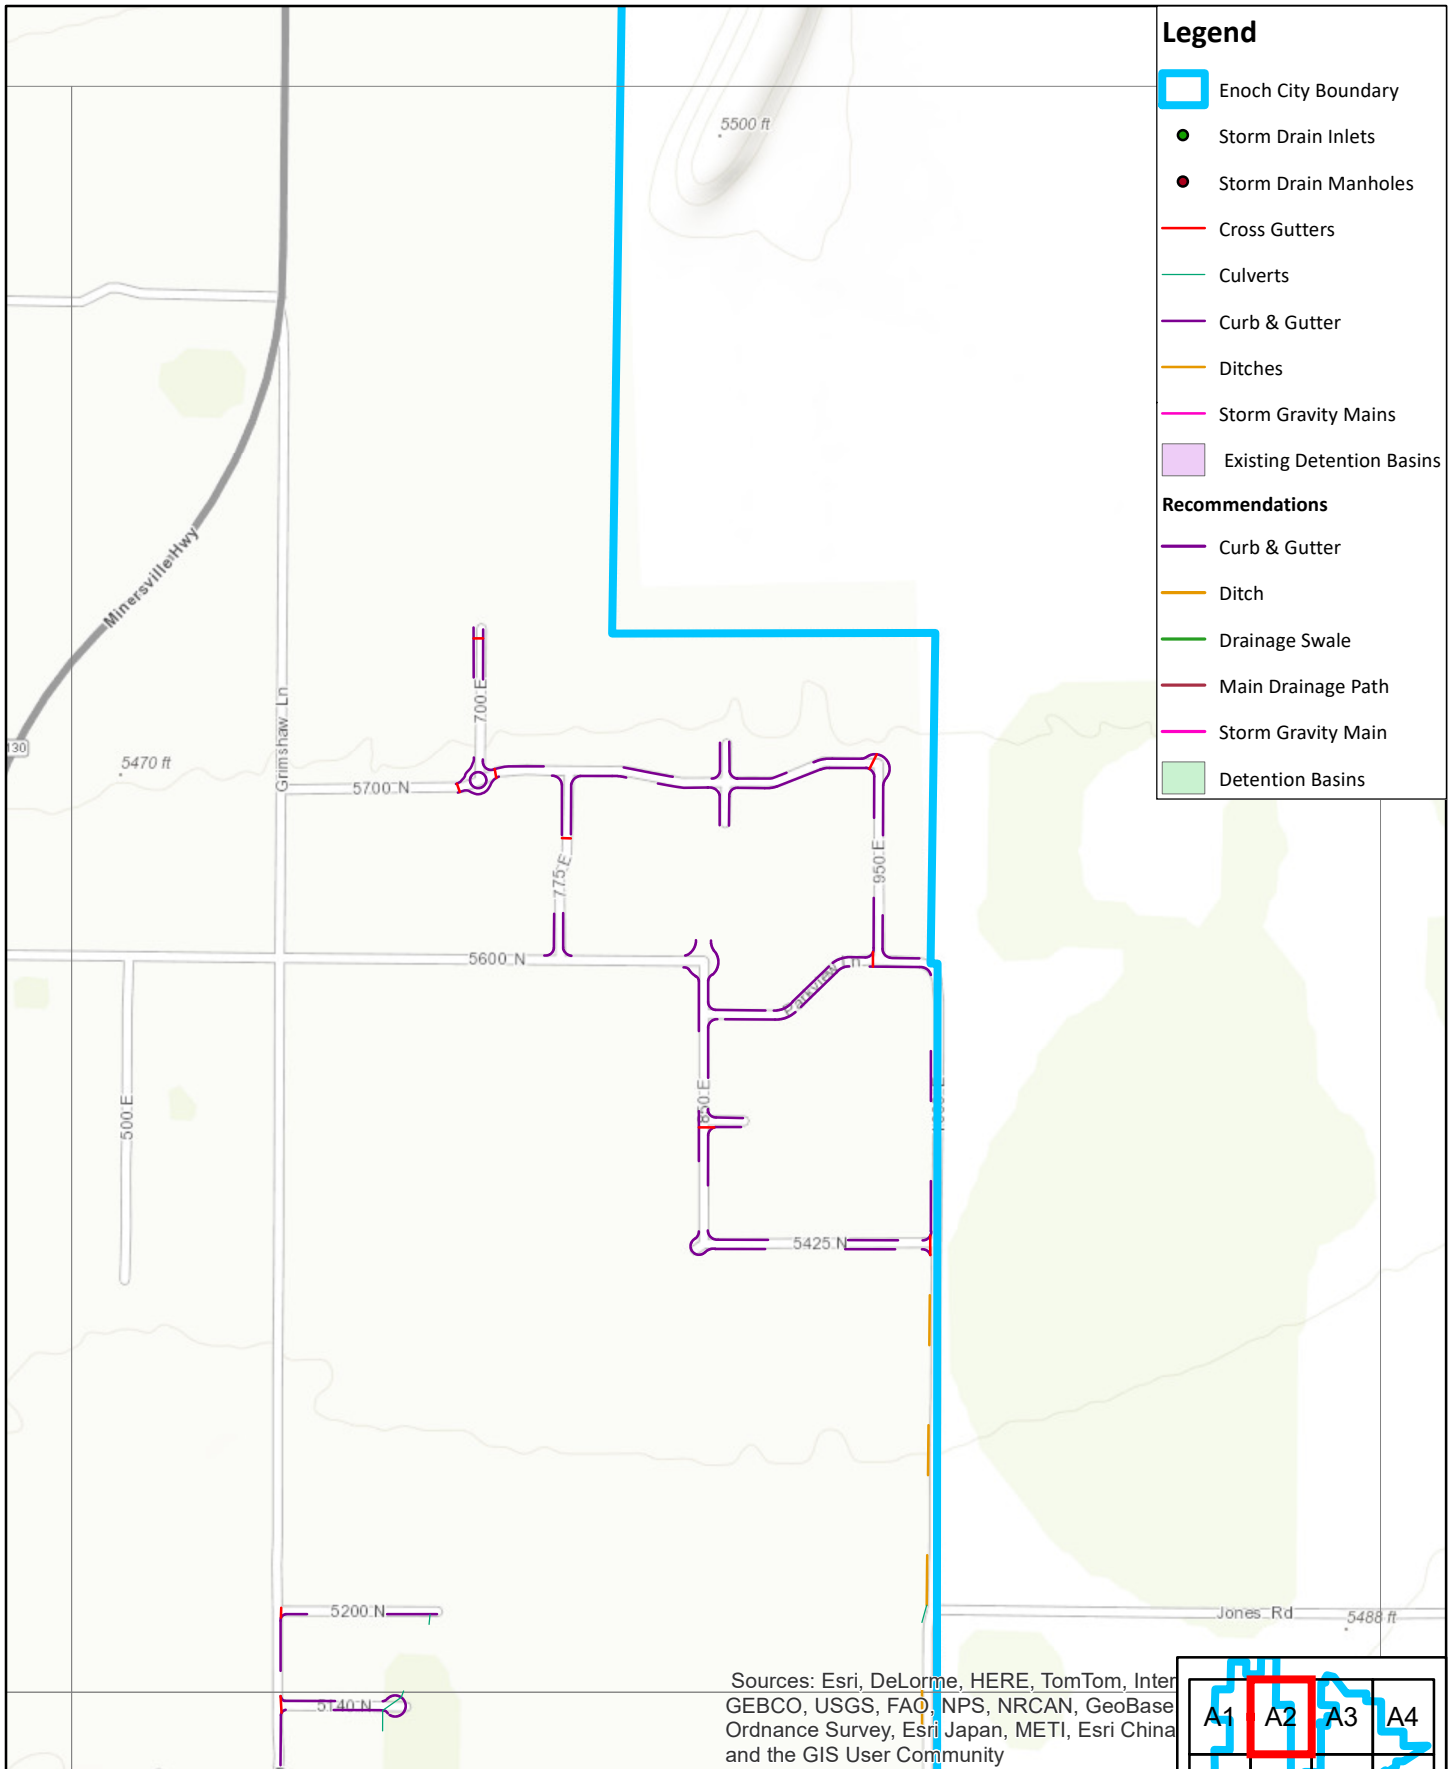 Legend
Enoch City Boundary
Storm Drain Inlets
Storm Drain Manholes
Cross Gutters
Culverts
Curb & Gutter
Ditches
Storm Gravity Mains
Existing Detention Basins
Recommendations
Curb & Gutter
Ditch
Drainage Swale
Main Drainage Path
Storm Gravity Main
Detention Basins
5500 ft
Minersville Hwy
130
5470 ft
Grimshaw Ln
700 E
5700 N
775 E
950 E
5600 N
Parkview Ln
500 E
850 E
5425 N
5200 N
5140 N
Jones Rd
5488 ft
Sources: Esri, DeLorme, HERE, TomTom, Inter
GEBCO, USGS, FAO, NPS, NRCAN, GeoBase
Ordnance Survey, Esri Japan, METI, Esri China
and the GIS User Community
A1 A2 A3 A4